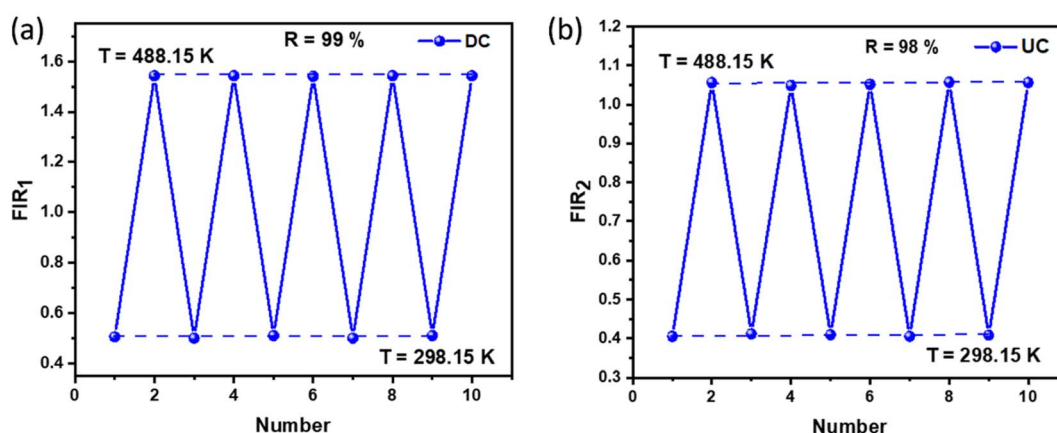 (a)
R = 99 %
DC
T = 488.15 K
1.6
1.4
1.2
1.0
0.8
0.6
0.4
FIR1
T = 298.15 K
0 2 4 6 8 10
Number
(b)
R = 98 %
UC
T = 488.15 K
1.2
1.1
1.0
0.9
0.8
0.7
0.6
0.5
0.4
0.3
FIR2
T = 298.15 K
0 2 4 6 8 10
Number